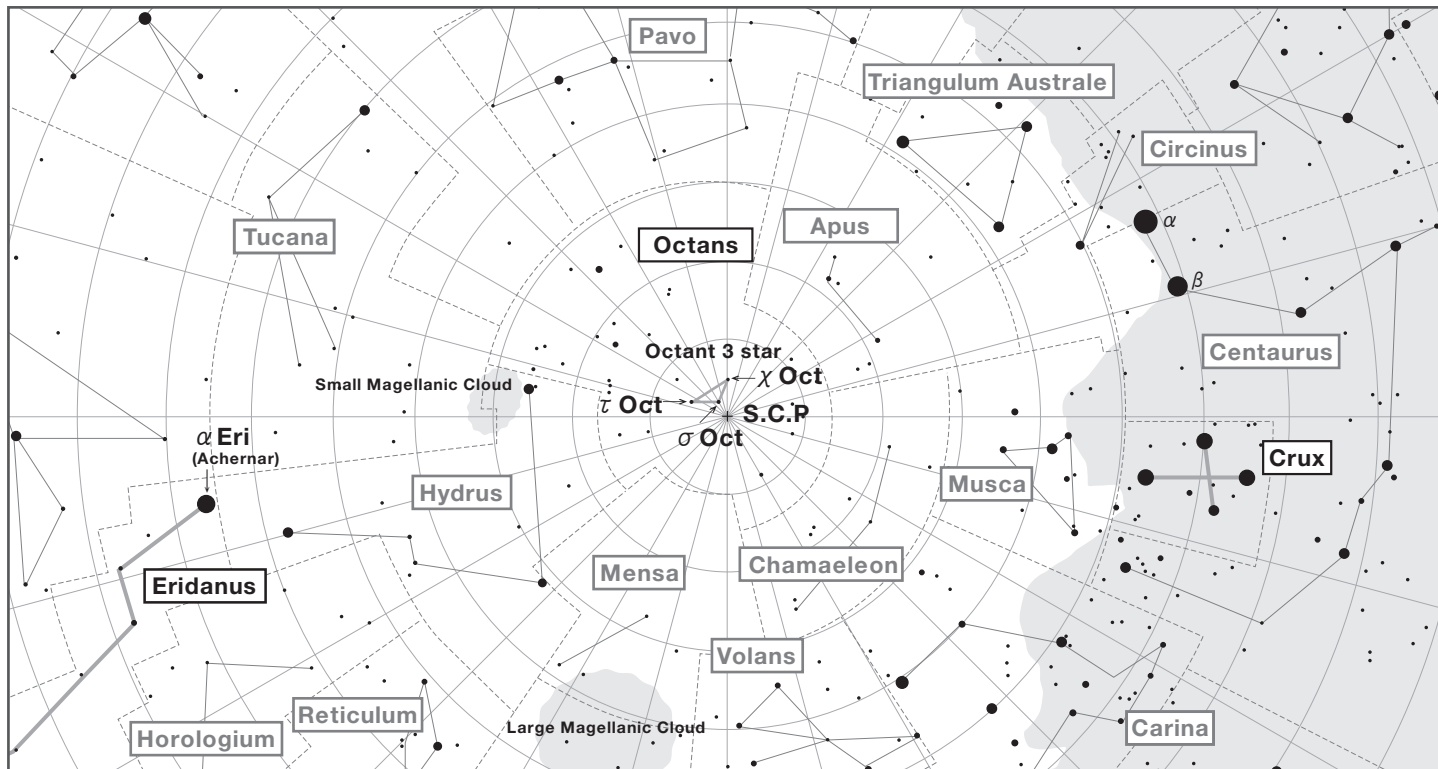 Pavo
Triangulum Australe
Circinus
Tucana
Octans
Apus
α
β
Octant 3 star
Centaurus
Small Magellanic Cloud
χ Oct
τ Oct
S.C.P
σ Oct
α Eri
(Achernar)
Crux
Hydrus
Musca
Eridanus
Mensa
Chamaeleon
Volans
Reticulum
Large Magellanic Cloud
Carina
Horologium